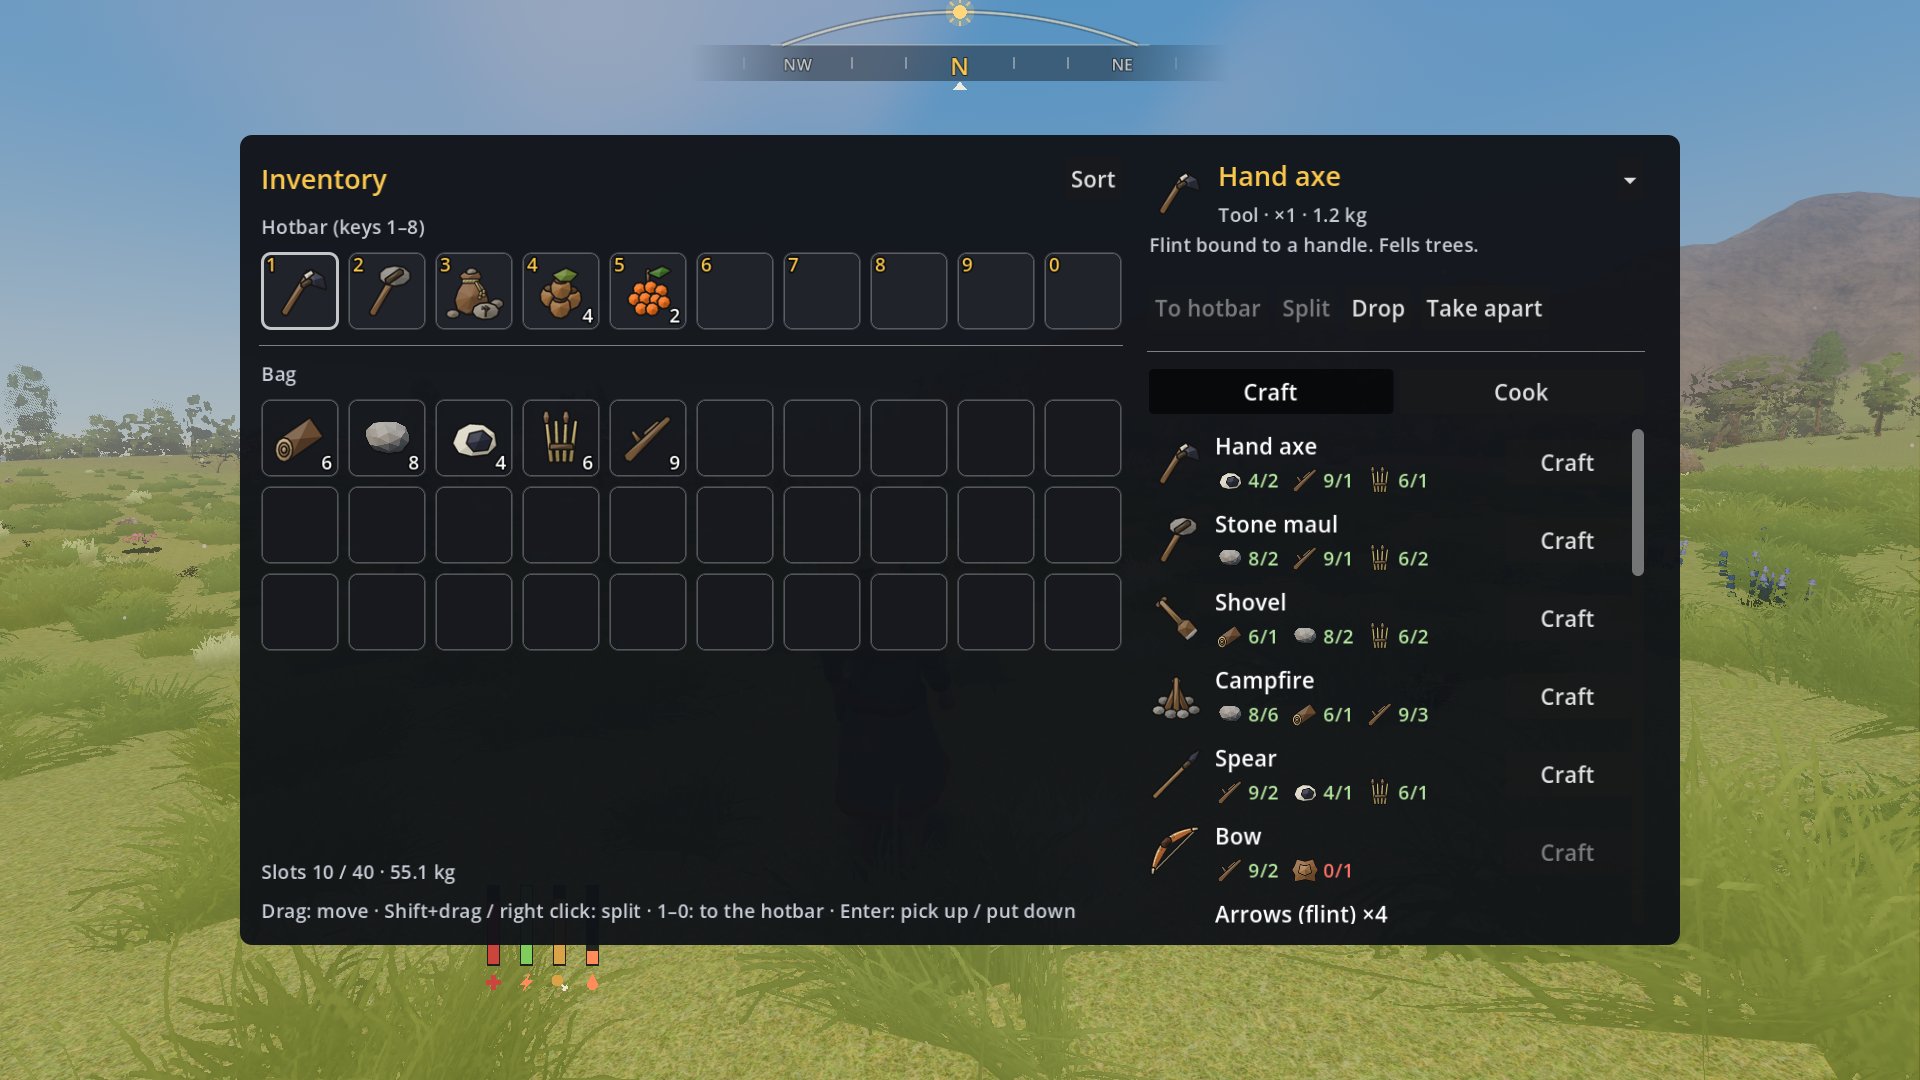 NW N NE
Inventory
Sort
Hotbar (keys 1–8)
1 2 3 4 5 6 7 8 9 0
4 2
Bag
6 8 4 6 9
Slots 10 / 40 · 55.1 kg
Drag: move · Shift+drag / right click: split · 1–0: to the hotbar · Enter: pick up / put down
Hand axe
Tool · ×1 · 1.2 kg
Flint bound to a handle. Fells trees.
To hotbar Split Drop Take apart
Craft Cook
Hand axe
4/2 9/1 6/1
Craft
Stone maul
8/2 9/1 6/2
Craft
Shovel
6/1 8/2 6/2
Craft
Campfire
8/6 6/1 9/3
Craft
Spear
9/2 4/1 6/1
Craft
Bow
9/2 0/1
Craft
Arrows (flint) ×4